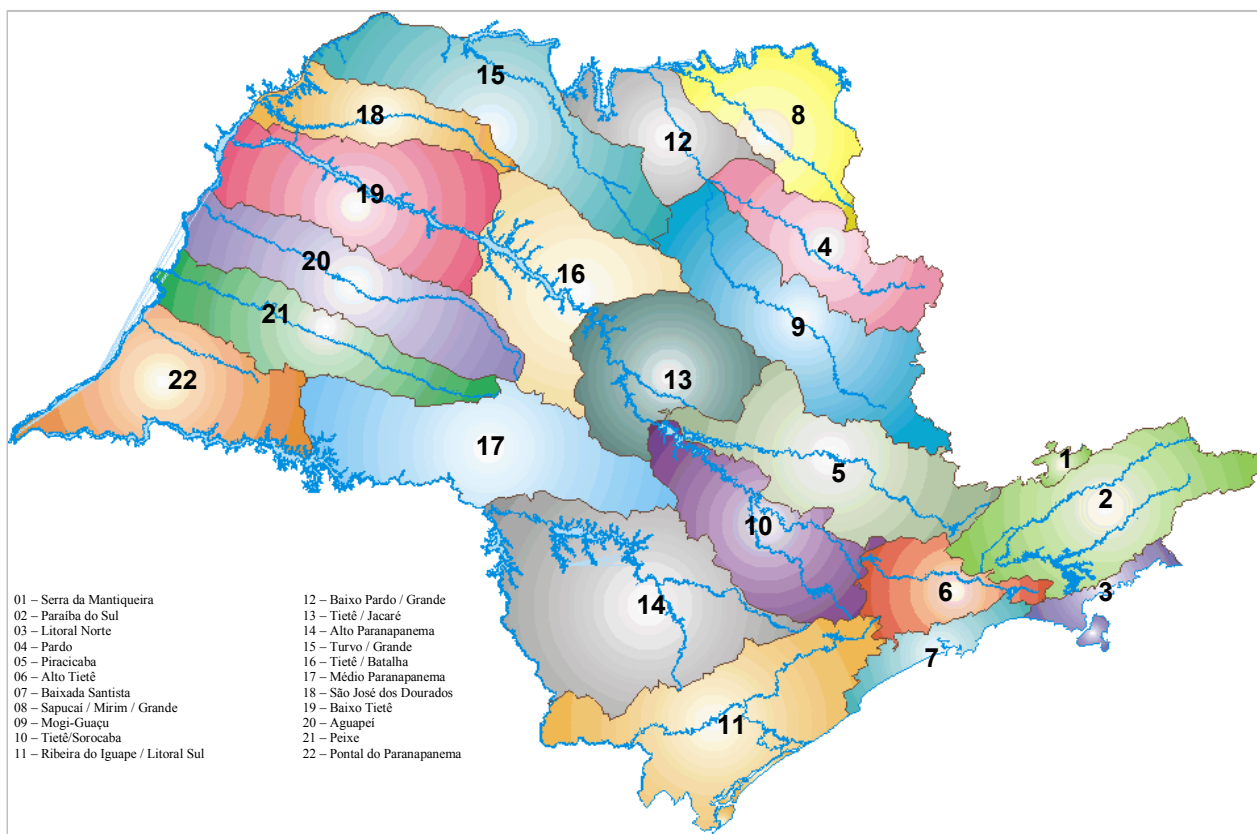 15
8
18
12
19
4
20
16
9
21
22
13
17
5
1
2
10
6
3
14
7
11
01 – Serra da Mantiqueira
02 – Paraíba do Sul
03 – Litoral Norte
04 – Pardo
05 – Piracicaba
06 – Alto Tietê
07 – Baixada Santista
08 – Sapucaí / Mirim / Grande
09 – Mogi-Guaçu
10 – Tietê/Sorocaba
11 – Ribeira do Iguape / Litoral Sul
12 – Baixo Pardo / Grande
13 – Tietê / Jacaré
14 – Alto Paranapanema
15 – Turvo / Grande
16 – Tietê / Batalha
17 – Médio Paranapanema
18 – São José dos Dourados
19 – Baixo Tietê
20 – Aguapeí
21 – Peixe
22 – Pontal do Paranapanema